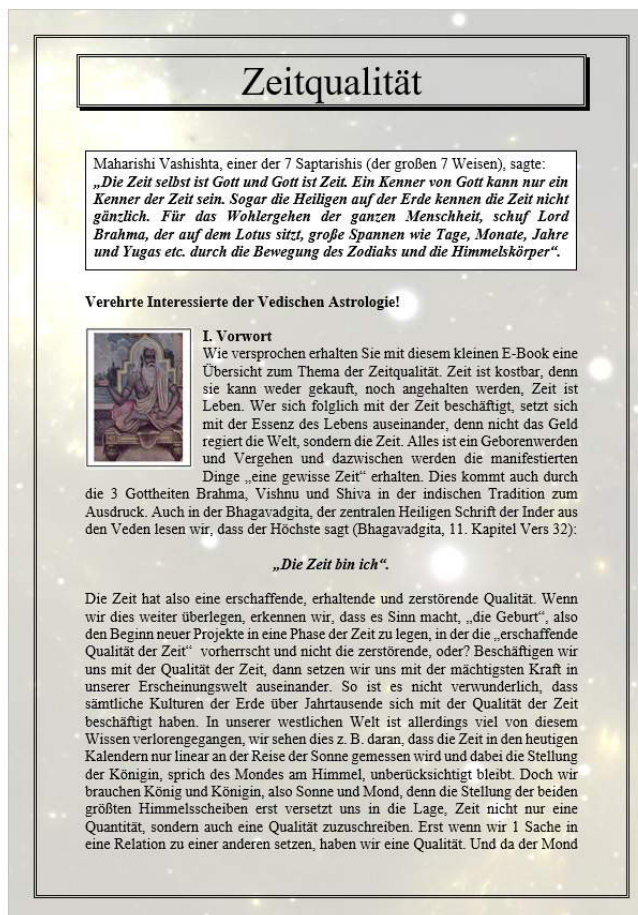 Zeitqualität
Maharishi Vashishta, einer der 7 Saptarishis (der großen 7 Weisen), sagte:
„Die Zeit selbst ist Gott und Gott ist Zeit. Ein Kenner von Gott kann nur ein
Kenner der Zeit sein. Sogar die Heiligen auf der Erde kennen die Zeit nicht
gänzlich. Für das Wohlergehen der ganzen Menschheit, schuf Lord
Brahma, der auf dem Lotus sitzt, große Spannen wie Tage, Monate, Jahre
und Yugas etc. durch die Bewegung des Zodiaks und die Himmelskörper“.
Verehrte Interessierte der Vedischen Astrologie!
I. Vorwort
Wie versprochen erhalten Sie mit diesem kleinen E-Book eine
Übersicht zum Thema der Zeitqualität. Zeit ist kostbar, denn
sie kann weder gekauft, noch angehalten werden, Zeit ist
Leben. Wer sich folglich mit der Zeit beschäftigt, setzt sich
mit der Essenz des Lebens auseinander, denn nicht das Geld
regiert die Welt, sondern die Zeit. Alles ist ein Geborenwerden
und Vergehen und dazwischen werden die manifestierten
Dinge „eine gewisse Zeit“ erhalten. Dies kommt auch durch
die 3 Gottheiten Brahma, Vishnu und Shiva in der indischen Tradition zum
Ausdruck. Auch in der Bhagavadgita, der zentralen Heiligen Schrift der Inder aus
den Veden lesen wir, dass der Höchste sagt (Bhagavadgita, 11. Kapitel Vers 32):
„Die Zeit bin ich“.
Die Zeit hat also eine erschaffende, erhaltende und zerstörende Qualität. Wenn
wir dies weiter überlegen, erkennen wir, dass es Sinn macht, „die Geburt“, also
den Beginn neuer Projekte in eine Phase der Zeit zu legen, in der die „erschaffende
Qualität der Zeit“ vorherrscht und nicht die zerstörende, oder? Beschäftigen wir
uns mit der Qualität der Zeit, dann setzen wir uns mit der mächtigsten Kraft in
unserer Erscheinungswelt auseinander. So ist es nicht verwunderlich, dass
sämtliche Kulturen der Erde über Jahrtausende sich mit der Qualität der Zeit
beschäftigt haben. In unserer westlichen Welt ist allerdings viel von diesem
Wissen verlorengegangen, wir sehen dies z. B. daran, dass die Zeit in den heutigen
Kalendern nur linear an der Reise der Sonne gemessen wird und dabei die Stellung
der Königin, sprich des Mondes am Himmel, unberücksichtigt bleibt. Doch wir
brauchen König und Königin, also Sonne und Mond, denn die Stellung der beiden
größten Himmelsscheiben erst versetzt uns in die Lage, Zeit nicht nur eine
Quantität, sondern auch eine Qualität zuzuschreiben. Erst wenn wir 1 Sache in
eine Relation zu einer anderen setzen, haben wir eine Qualität. Und da der Mond